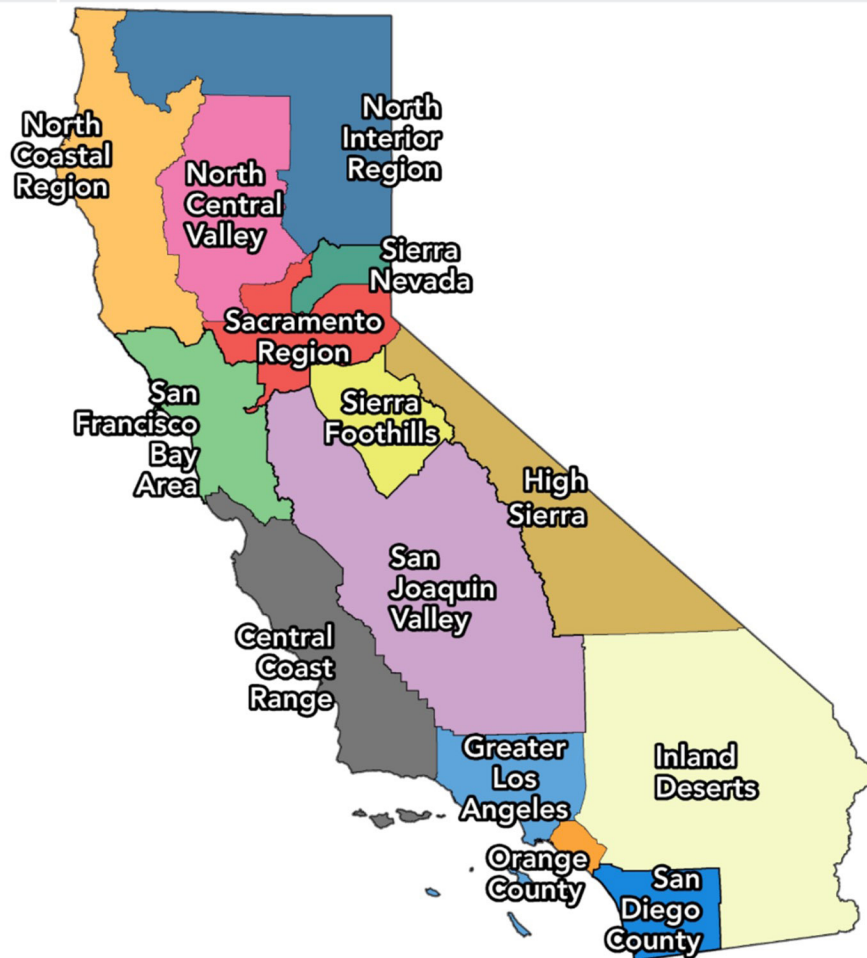 North
Coastal
Region
North
Interior
Region
North
Central
Valley
Sierra
Nevada
Sacramento
Region
San
Francisco
Bay
Area
Sierra
Foothills
High
Sierra
San
Joaquin
Valley
Central
Coast
Range
Greater
Los
Angeles
Inland
Deserts
Orange
County
San
Diego
County